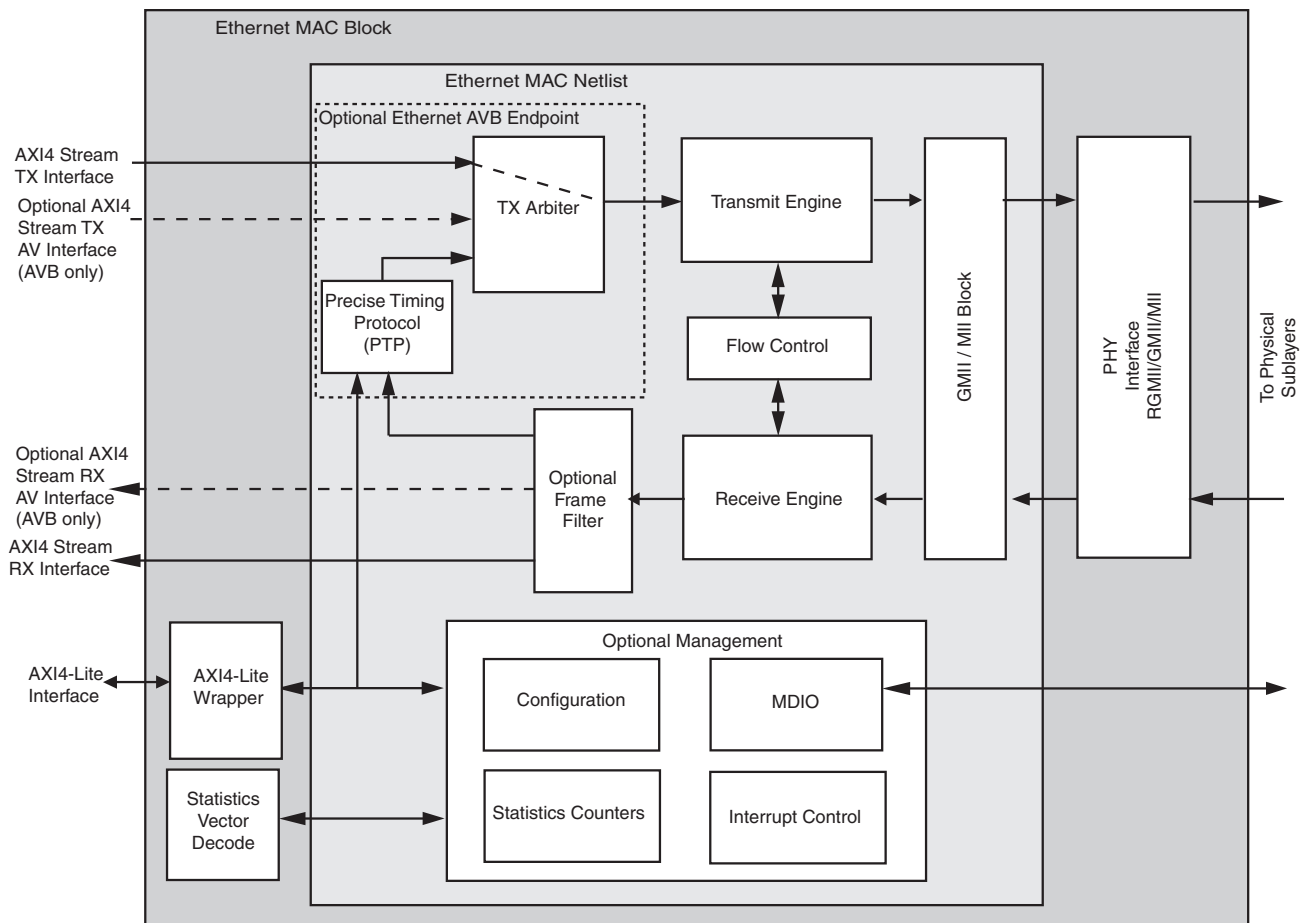 Ethernet MAC Block
Ethernet MAC Netlist
Optional Ethernet AVB Endpoint
AXI4 Stream
TX Interface
Optional AXI4
Stream TX
AV Interface
(AVB only)
TX Arbiter
Transmit Engine
Precise Timing
Protocol
(PTP)
Flow Control
GMII / MII Block
PHY
Interface
RGMII/GMII/MII
To Physical
Sublayers
Optional AXI4
Stream RX
AV Interface
(AVB only)
AXI4 Stream
RX Interface
Optional
Frame
Filter
Receive Engine
AXI4-Lite
Interface
AXI4-Lite
Wrapper
Optional Management
Configuration
MDIO
Statistics
Vector
Decode
Statistics Counters
Interrupt Control